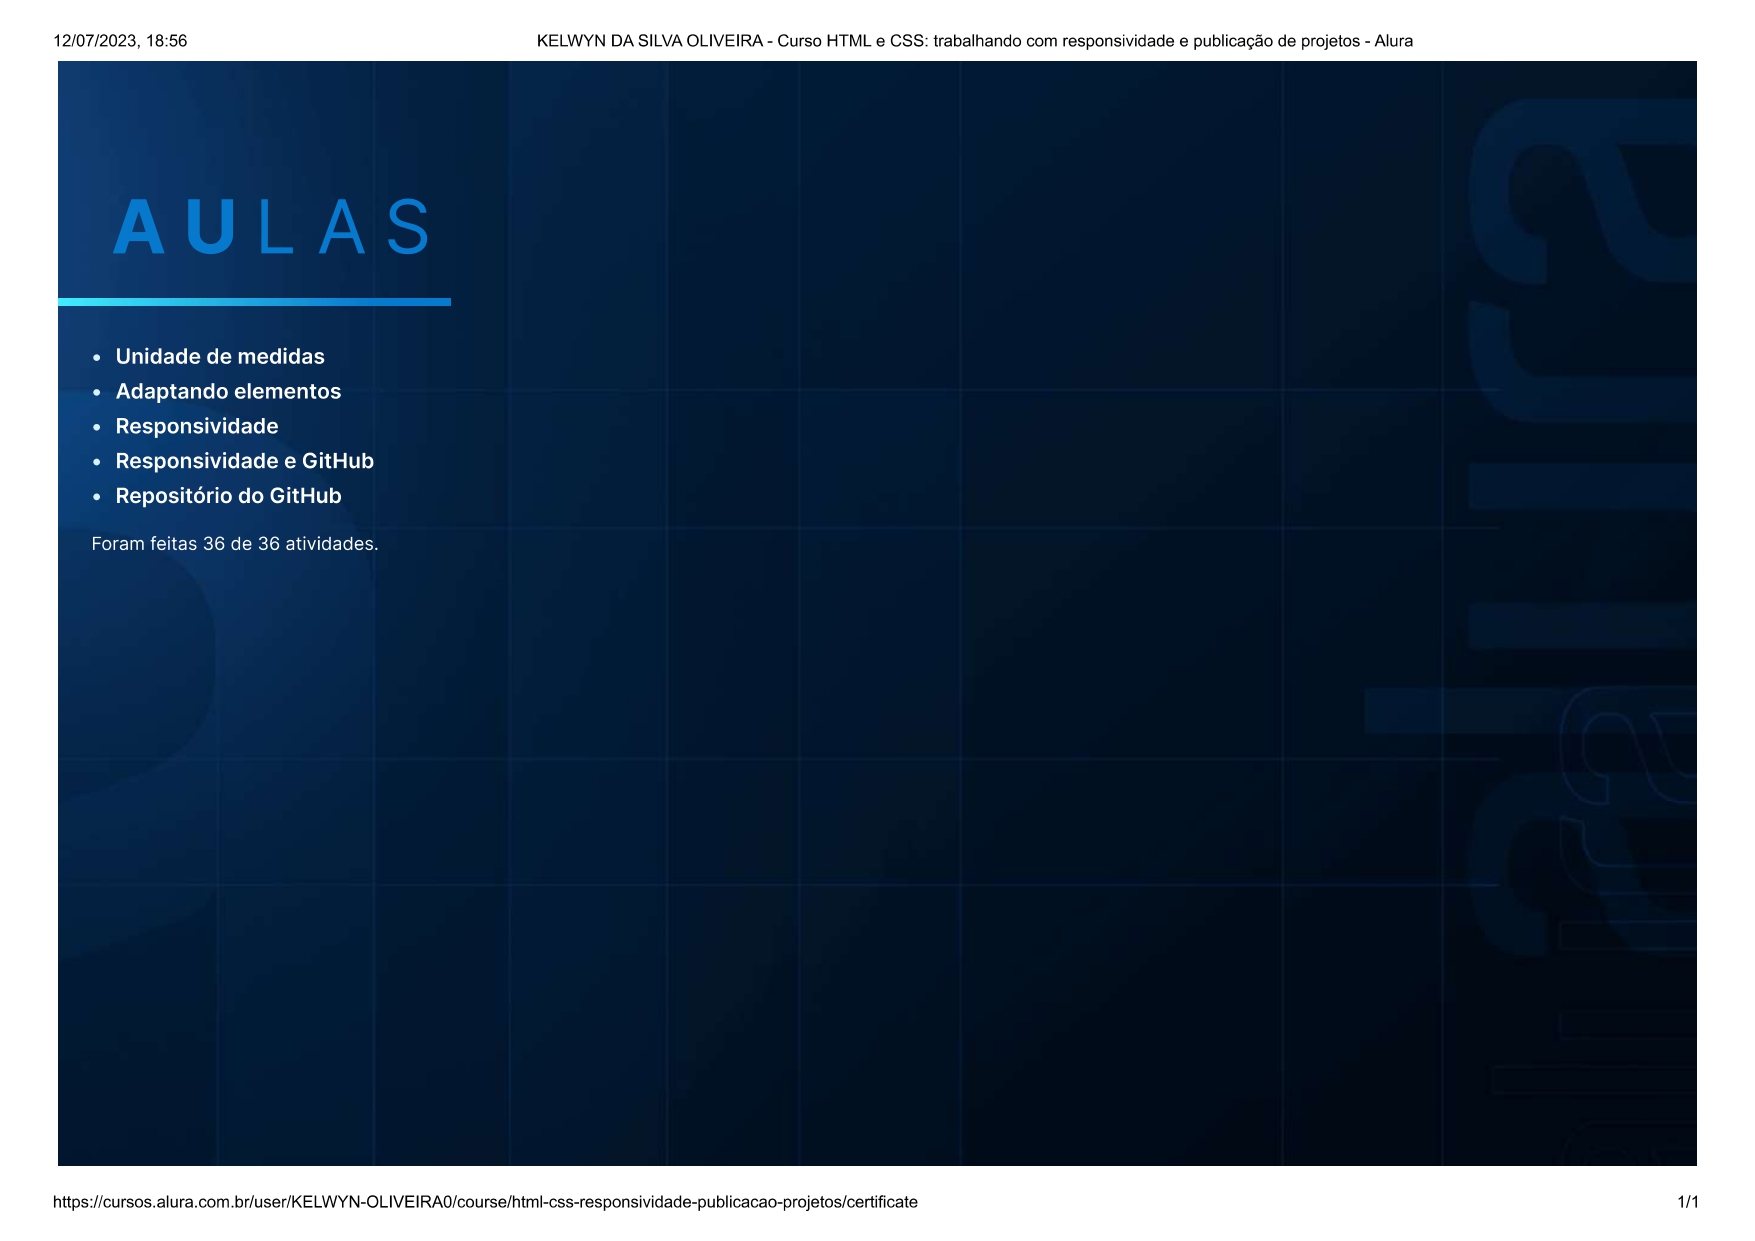 12/07/2023, 18:56
KELWYN DA SILVA OLIVEIRA - Curso HTML e CSS: trabalhando com responsividade e publicação de projetos - Alura
AULAS
• Unidade de medidas
• Adaptando elementos
• Responsividade
• Responsividade e GitHub
• Repositório do GitHub
Foram feitas 36 de 36 atividades.
alura
alura
https://cursos.alura.com.br/user/KELWYN-OLIVEIRA0/course/html-css-responsividade-publicacao-projetos/certificate
1/1